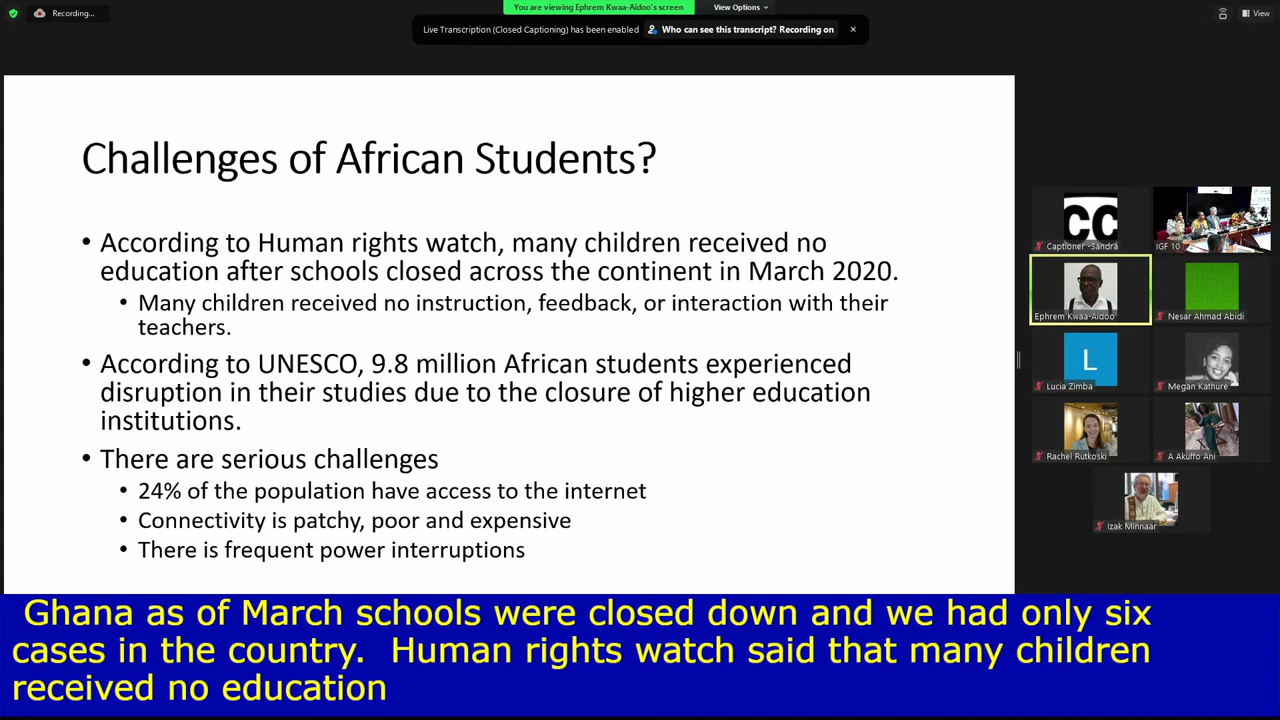 Recording...
You are viewing Ephrem Kwaa-Aidoo's screen
View Options
View
Live Transcription (Closed Captioning) has been enabled
Who can see this transcript? Recording on
Challenges of African Students?
• According to Human rights watch, many children received no
education after schools closed across the continent in March 2020.
• Many children received no instruction, feedback, or interaction with their
teachers.
• According to UNESCO, 9.8 million African students experienced
disruption in their studies due to the closure of higher education
institutions.
• There are serious challenges
• 24% of the population have access to the internet
• Connectivity is patchy, poor and expensive
• There is frequent power interruptions
CC
Captioner -Sandra
IGF 10
Ephrem Kwaa-Aidoo
Nesar Ahmad Abidi
L
Lucia Zimba
Megan Kathure
Rachel Rutkoski
A Akuffo Ani
Izak Minnaar
Ghana as of March schools were closed down and we had only six
cases in the country.  Human rights watch said that many children
received no education